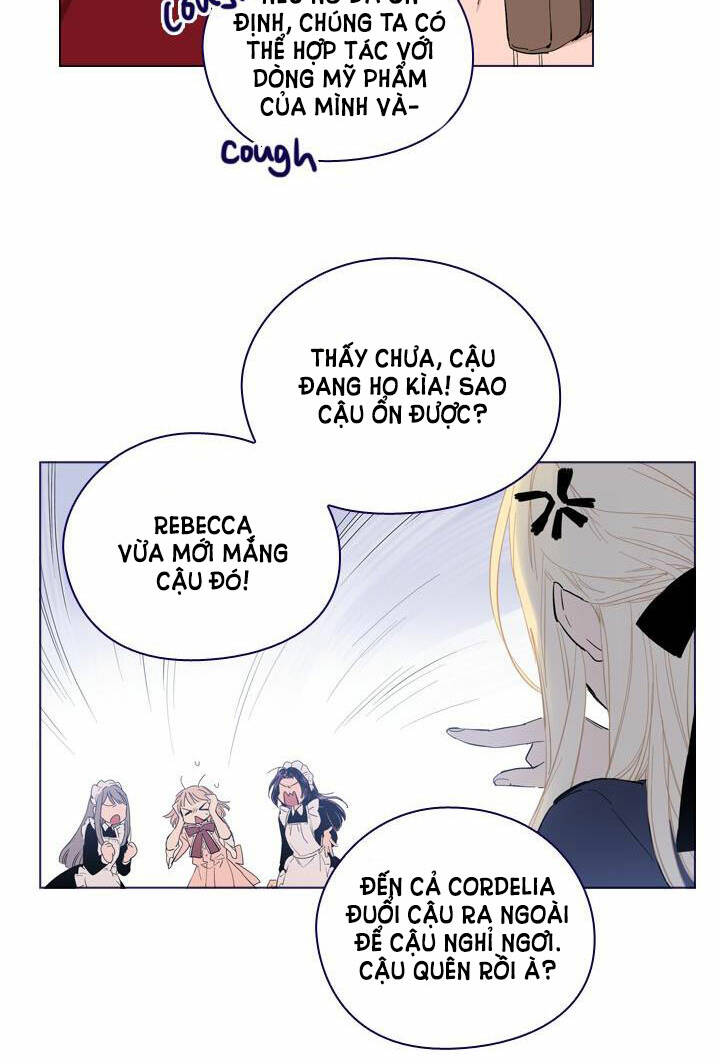 Cough
ĐỊNH, CHÚNG TA CÓ
THỂ HỢP TÁC VỚI
DÒNG MỸ PHẨM
CỦA MÌNH VÀ-
Cough
THẤY CHƯA, CẬU
ĐANG HO KÌA! SAO
CẬU ỔN ĐƯỢC?
REBECCA
VỪA MỚI MẮNG
CẬU ĐÓ!
ĐẾN CẢ CORDELIA
ĐUỔI CẬU RA NGOÀI
ĐỂ CẬU NGHỈ NGƠI.
CẬU QUÊN RỒI À?